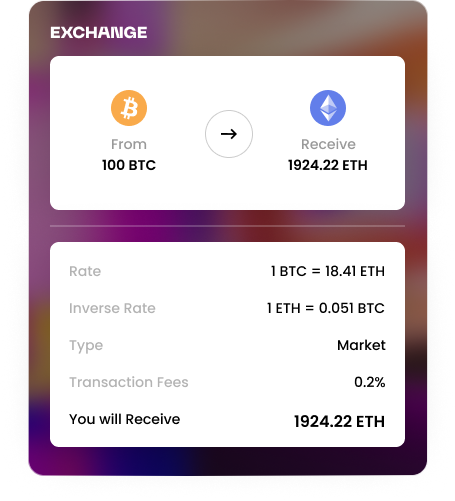 EXCHANGE
From
100 BTC
Receive
1924.22 ETH
Rate
1 BTC = 18.41 ETH
Inverse Rate
1 ETH = 0.051 BTC
Type
Market
Transaction Fees
0.2%
You will Receive
1924.22 ETH